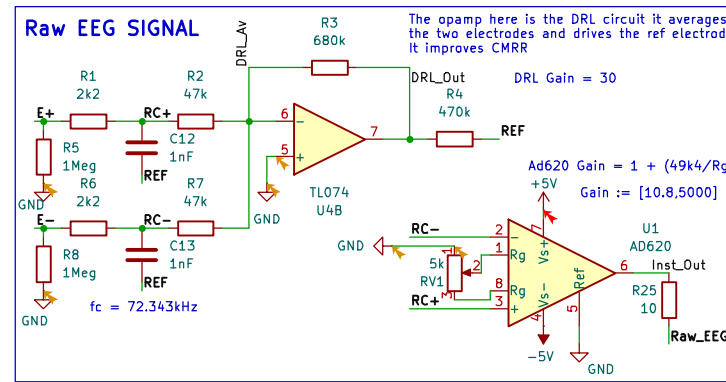 Raw EEG SIGNAL
The opamp here is the DRL circuit it averages
the two electrodes and drives the ref electrod
It improves CMRR
DRL_Av
R3
680k
DRL_Out
DRL Gain = 30
R1
2k2
R2
47k
R4
470k
E+
RC+
6
7
REF
R5
1Meg
C12
1nF
5
REF
TL074
U4B
GND
GND
R6
2k2
R7
47k
E-
RC-
R8
1Meg
C13
1nF
REF
GND
fc = 72.343kHz
Ad620 Gain = 1 + (49k4/Rg
+5V
Gain := [10.8,5000]
RC-
2
7
U1
AD620
GND
1
5k
RV1
2
3
1
Rg
8
Rg
Vs+
Vs-
Ref
6
Inst_Out
RC+
3
4
5
R25
10
-5V
GND
Raw_EEG